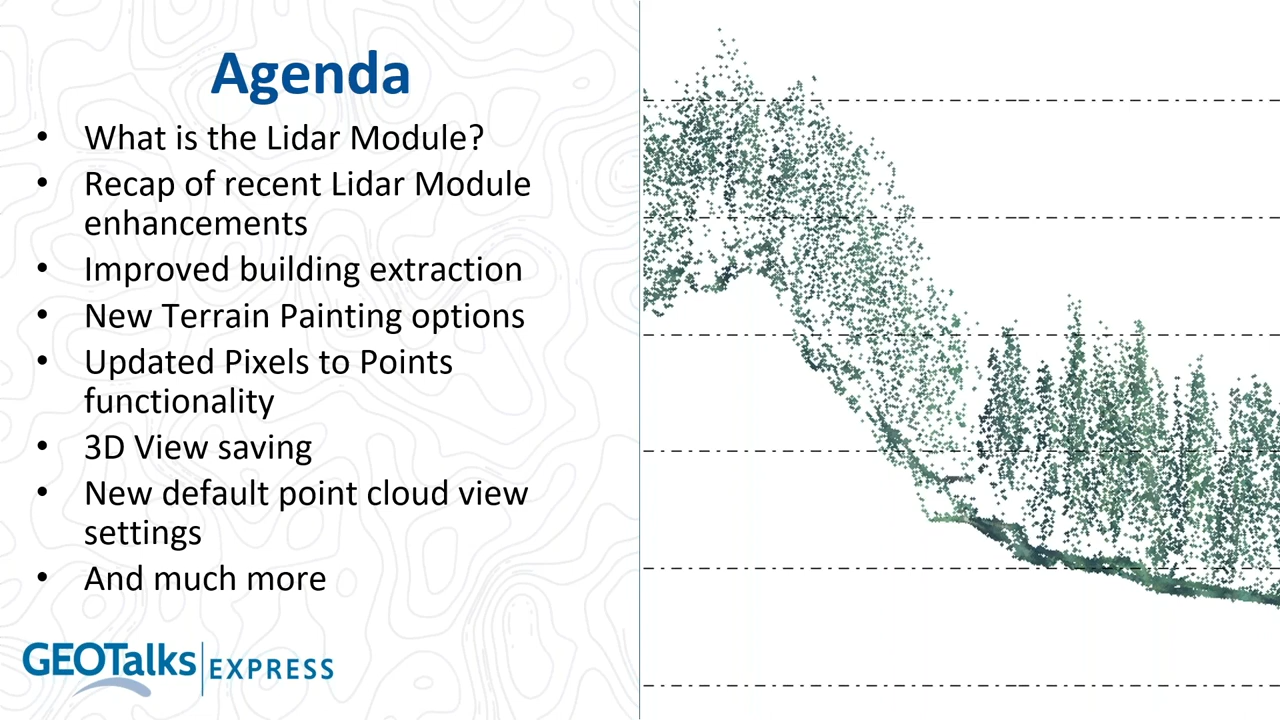 Agenda
• What is the Lidar Module?
• Recap of recent Lidar Module
enhancements
• Improved building extraction
• New Terrain Painting options
• Updated Pixels to Points
functionality
• 3D View saving
• New default point cloud view
settings
• And much more
GEOTalks EXPRESS